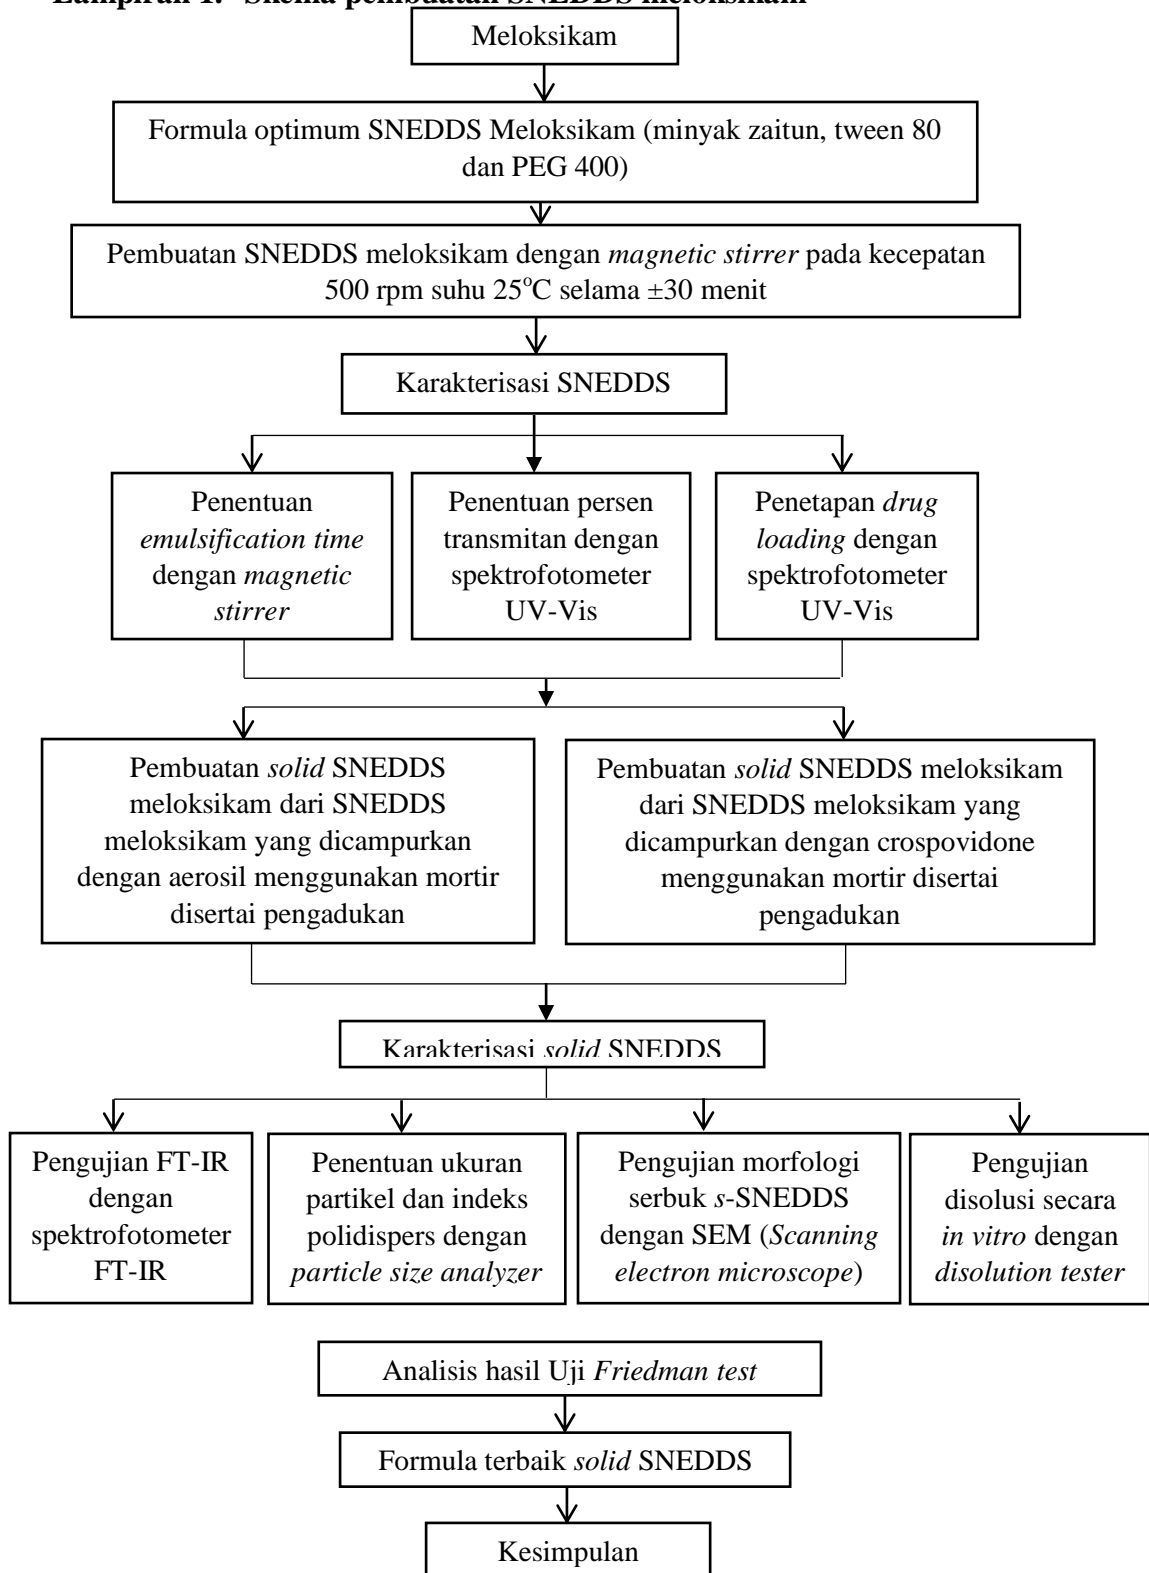 Lampiran 1. Skema pembuatan SNEDDS meloksikam
Meloksikam
Formula optimum SNEDDS Meloksikam (minyak zaitun, tween 80
dan PEG 400)
Pembuatan SNEDDS meloksikam dengan magnetic stirrer pada kecepatan
500 rpm suhu 25°C selama ±30 menit
Karakterisasi SNEDDS
Penentuan
emulsification time
dengan magnetic
stirrer
Penentuan persen
transmitan dengan
spektrofotometer
UV-Vis
Penetapan drug
loading dengan
spektrofotometer
UV-Vis
Pembuatan solid SNEDDS
meloksikam dari SNEDDS
meloksikam yang dicampurkan
dengan aerosil menggunakan mortir
disertai pengadukan
Pembuatan solid SNEDDS meloksikam
dari SNEDDS meloksikam yang
dicampurkan dengan crospovidone
menggunakan mortir disertai
pengadukan
Karakterisasi solid SNEDDS
Pengujian FT-IR
dengan
spektrofotometer
FT-IR
Penentuan ukuran
partikel dan indeks
polidispers dengan
particle size analyzer
Pengujian morfologi
serbuk s-SNEDDS
dengan SEM (Scanning
electron microscope)
Pengujian
disolusi secara
in vitro dengan
disolution tester
Analisis hasil Uji Friedman test
Formula terbaik solid SNEDDS
Kesimpulan